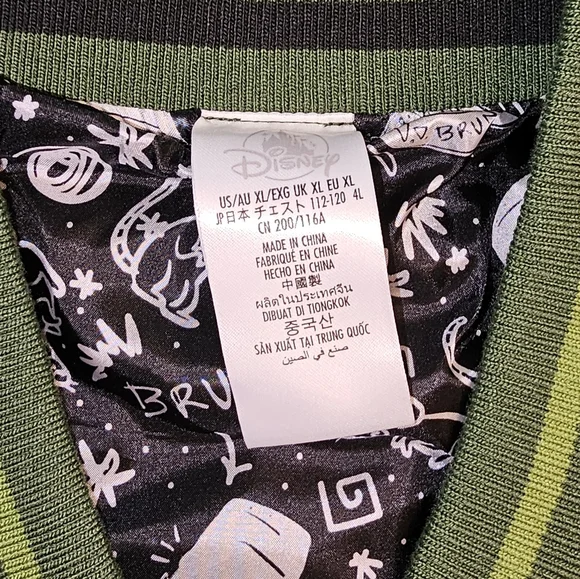 D.D BRUN
Disney
US/AU XL/EXG UK XL EU XL
JP日本 チェスト 112-120 4L
CN 200/116A
MADE IN CHINA
FABRIQUÉ EN CHINE
HECHO EN CHINA
中國製
ผลิตในประเทศจีน
DIBUAT DI TIONGKOK
중국산
SẢN XUẤT TẠI TRUNG QUỐC
صنع في الصين
BRU